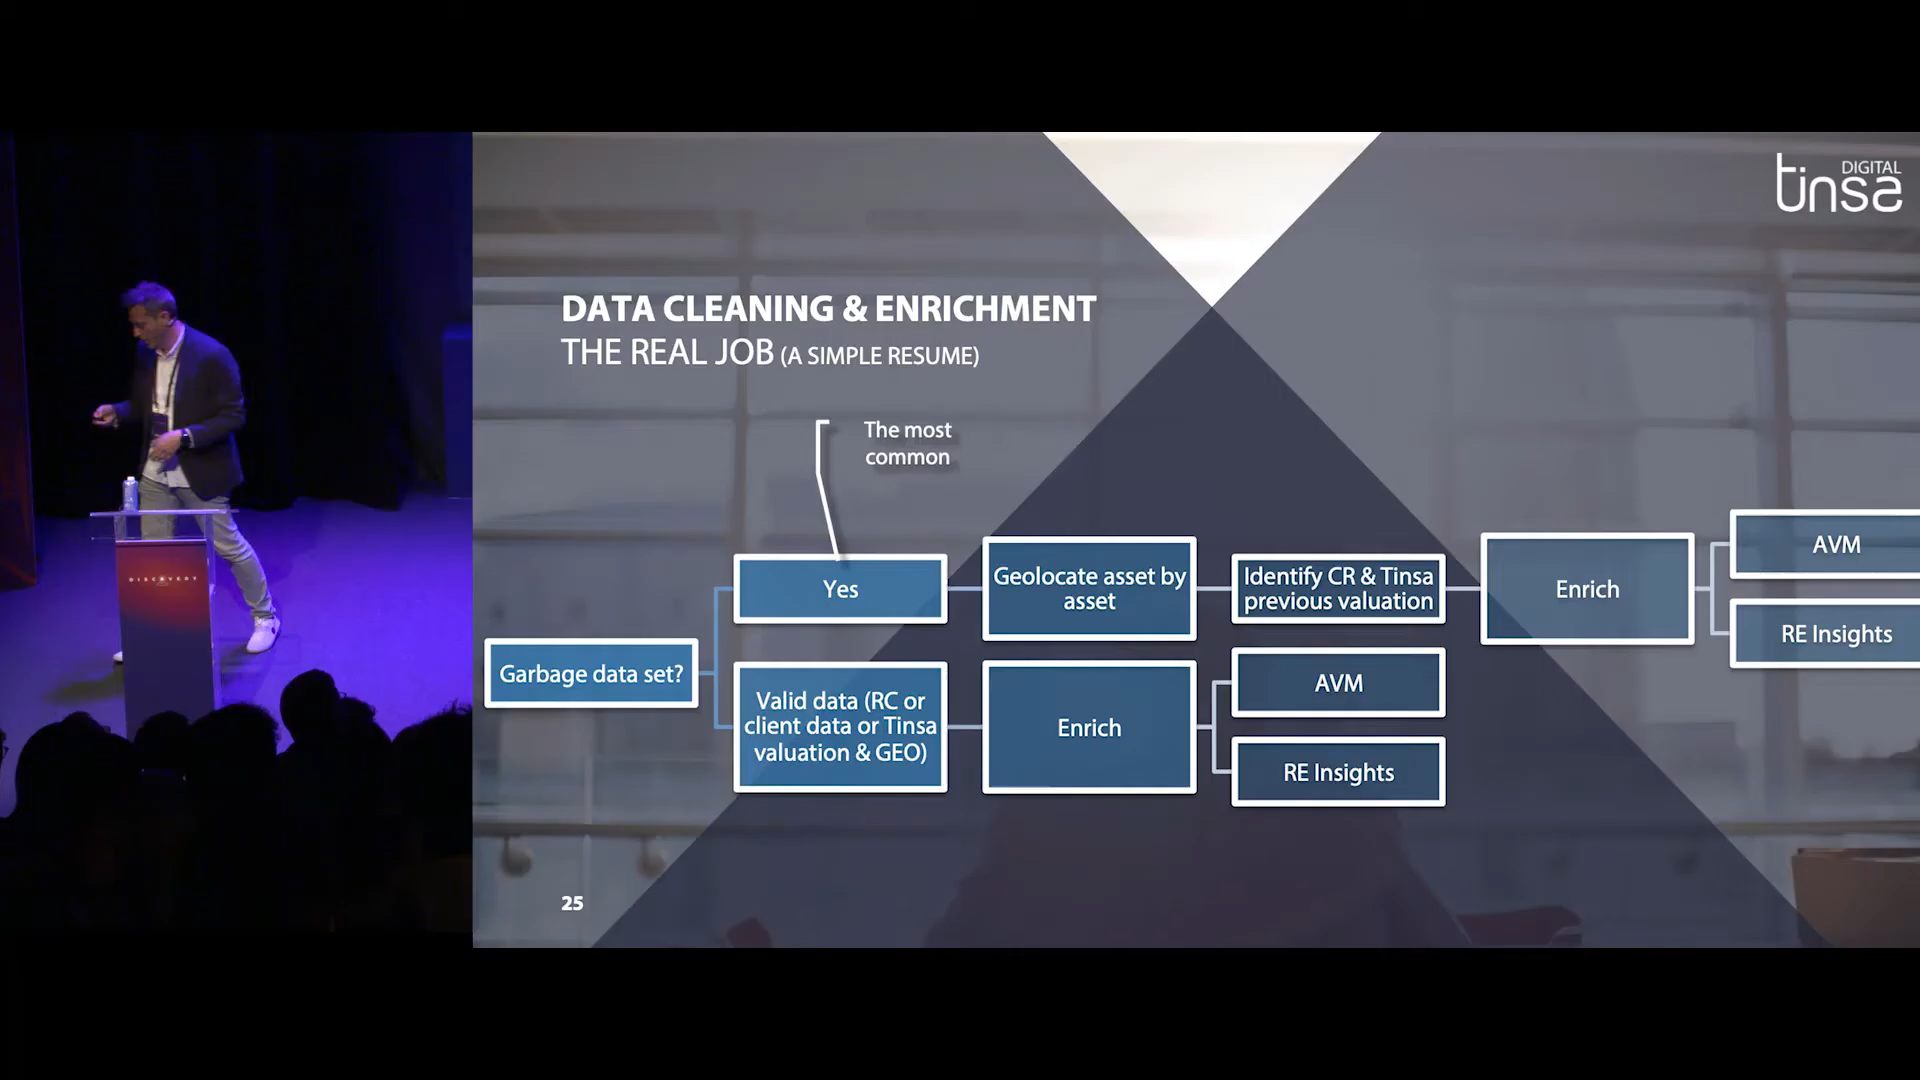 DIGITAL
tinsa
DATA CLEANING & ENRICHMENT
THE REAL JOB (A SIMPLE RESUME)
The most
common
Garbage data set?
Yes
Geolocate asset by
asset
Identify CR & Tinsa
previous valuation
Enrich
AVM
RE Insights
Valid data (RC or
client data or Tinsa
valuation & GEO)
Enrich
AVM
RE Insights
25
DISCOVERY